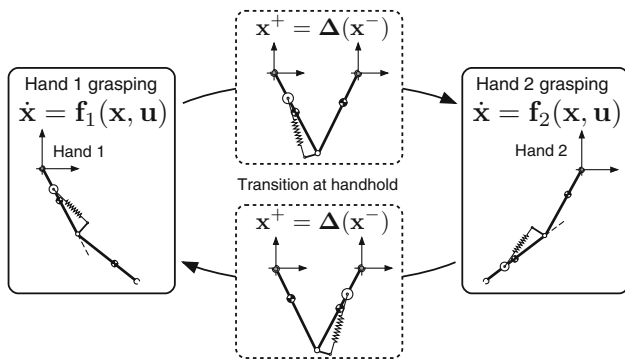 x⁺ = Δ(x⁻)
Hand 1 grasping
ẋ = f₁(x, u)
Hand 1
Hand 2 grasping
ẋ = f₂(x, u)
Hand 2
Transition at handhold
x⁺ = Δ(x⁻)